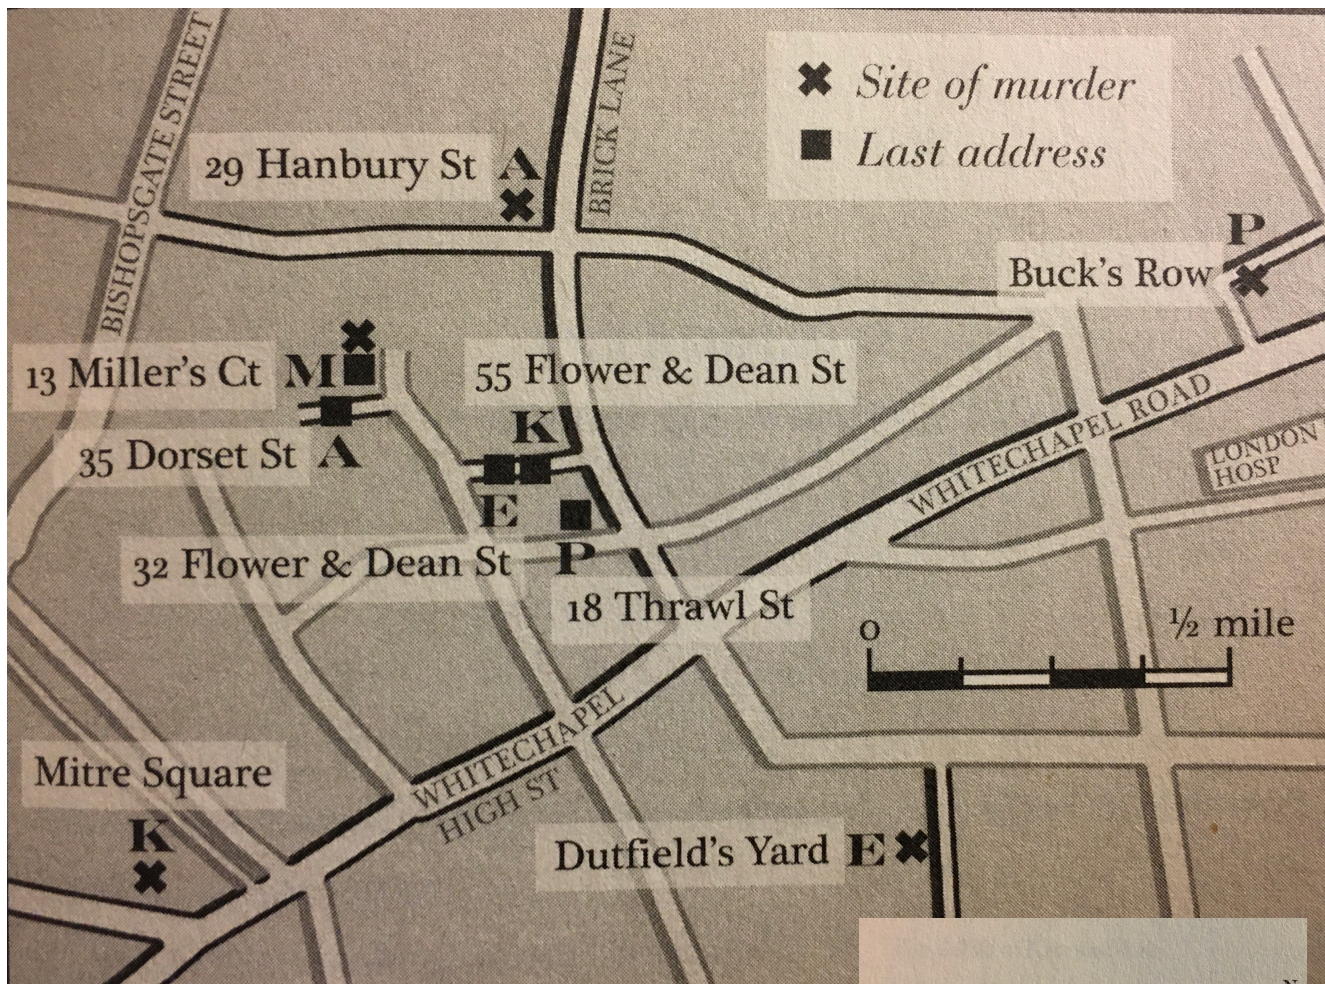 BISHOPSGATE STREET
BRICK LANE
Site of murder
Last address
29 Hanbury St A
P
Buck's Row
13 Miller's Ct M
55 Flower & Dean St
K
35 Dorset St A
E
WHITECHAPEL ROAD
LONDON
HOSP
32 Flower & Dean St P
18 Thrawl St
0 ½ mile
Mitre Square
K
WHITECHAPEL
HIGH ST
Dutfield's Yard E